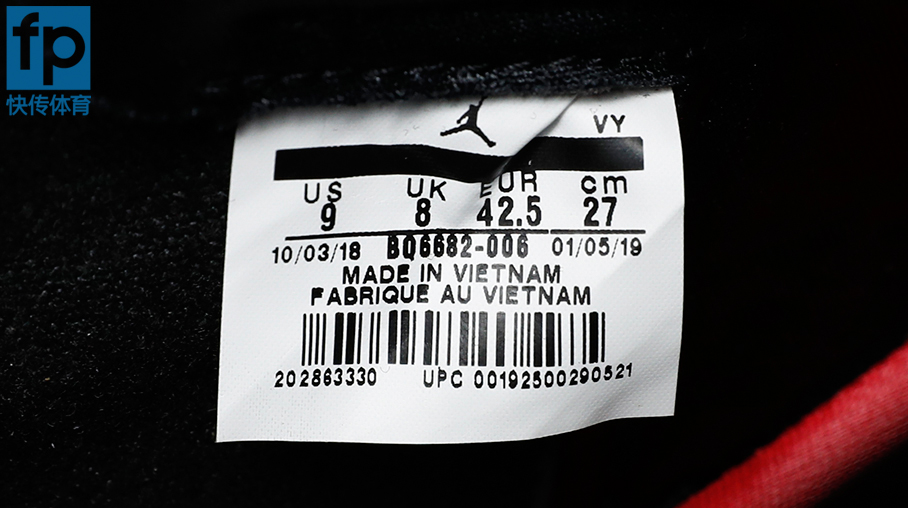 fp
快传体育
VY
US UK EUR cm
9 8 42.5 27
10/03/18 BQ6682-006 01/05/19
MADE IN VIETNAM
FABRIQUE AU VIETNAM
202863330 UPC 00192500290521